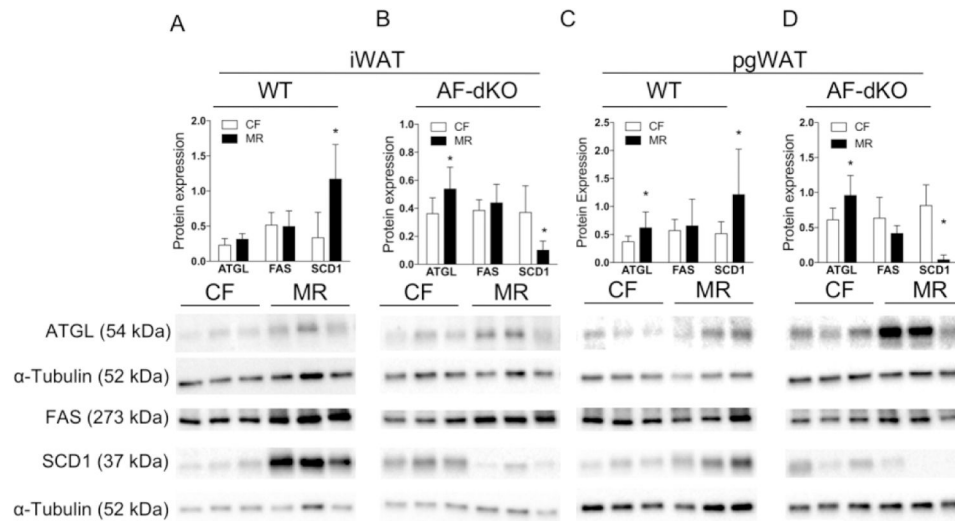 A B C D
iWAT pgWAT
WT AF-dKO WT AF-dKO
Protein expression
2.0
1.5
1.0
0.5
0.0
CF
MR
*
ATGL FAS SCD1
Protein expression
1.0
0.8
0.6
0.4
0.2
0.0
CF
MR
*
*
ATGL FAS SCD1
Protein Expression
2.5
2.0
1.5
1.0
0.5
0.0
CF
MR
*
*
ATGL FAS SCD1
Protein expression
2.0
1.5
1.0
0.5
0.0
CF
MR
*
*
ATGL FAS SCD1
CF MR CF MR CF MR CF MR
ATGL (54 kDa)
α-Tubulin (52 kDa)
FAS (273 kDa)
SCD1 (37 kDa)
α-Tubulin (52 kDa)